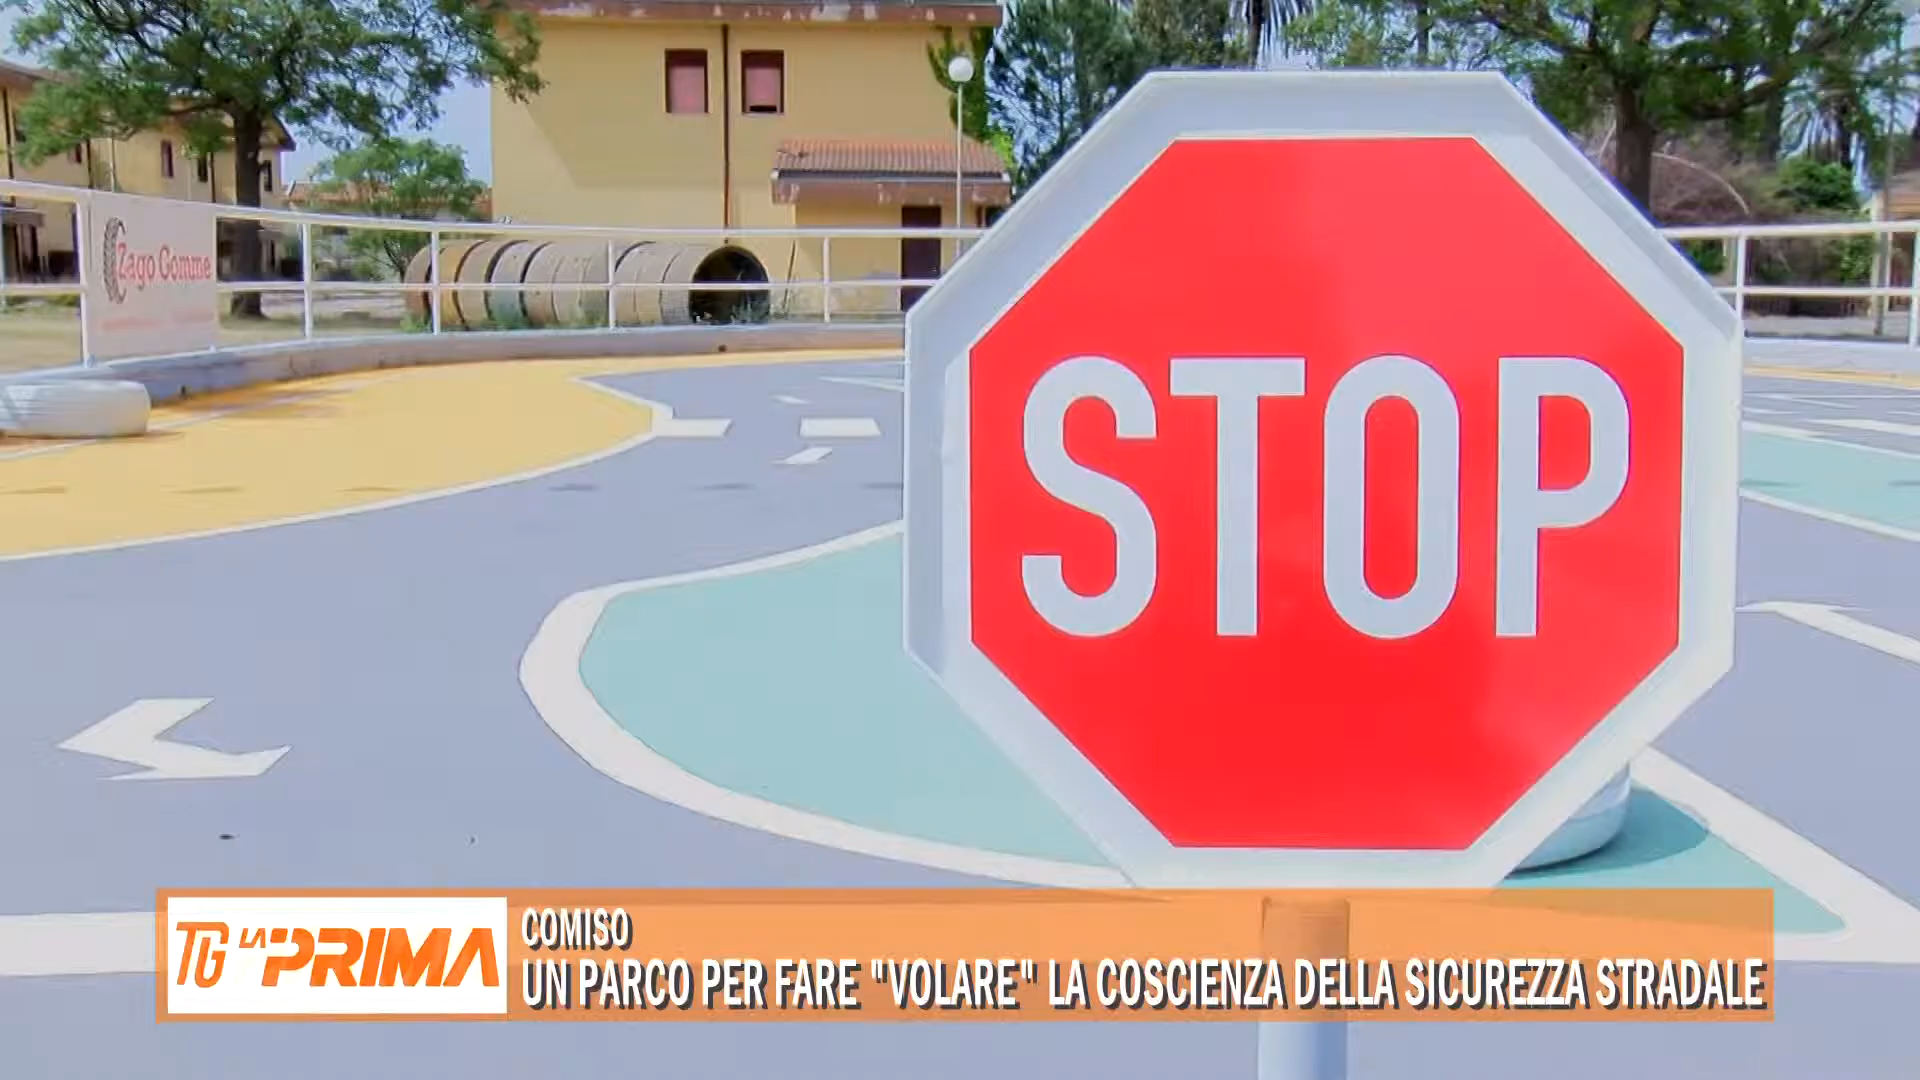 Zago Gomme
STOP
TG LA PRIMA
COMISO
UN PARCO PER FARE "VOLARE" LA COSCIENZA DELLA SICUREZZA STRADALE